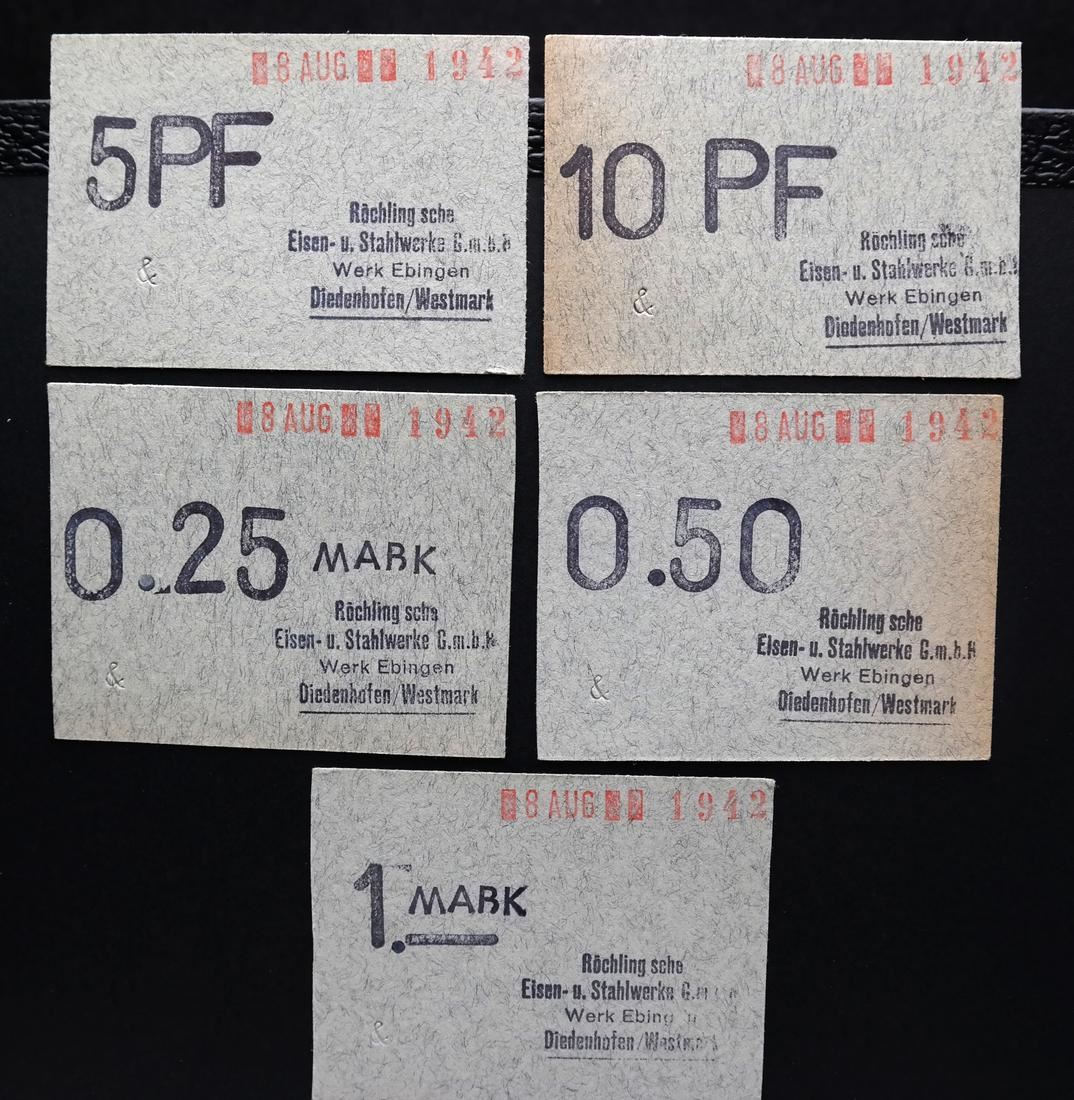 8 AUG 1942
5 PF
Röchling sche
Eisen- u. Stahlwerke G.m.b.H
Werk Ebingen
Diedenhofen/Westmark
&
8 AUG 1942
10 PF
Röchling sche
Eisen- u. Stahlwerke G.m.b.H
Werk Ebingen
Diedenhofen/Westmark
&
8 AUG 1942
0.25 MARK
Röchling sche
Eisen- u. Stahlwerke G.m.b.H
Werk Ebingen
Diedenhofen/Westmark
&
8 AUG 1942
0.50
Röchling sche
Eisen- u. Stahlwerke G.m.b.H
Werk Ebingen
Diedenhofen/Westmark
&
8 AUG 1942
1.— MARK
Röchling sche
Eisen- u. Stahlwerke
Werk Ebingen
Diedenhofen/Westmark
&